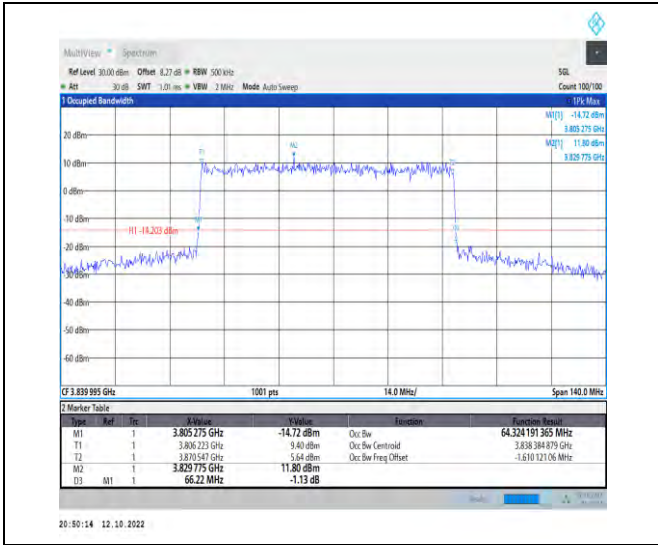 MultiView Spectrum
Ref Level 30.00 dBm Offset 8.27 dB RBW 500 kHz SGL
Att 30 dB SWT 1.01 ms VBW 2 MHz Mode Auto Sweep Count 100/100
1 Occupied Bandwidth 1Pk Max
M1[1] -14.72 dBm
3.805 275 GHz
M2[1] 11.80 dBm
3.829 775 GHz
20 dBm
T1
M2
10 dBm
0 dBm
-10 dBm
H1 -14.203 dBm
-20 dBm
-30 dBm
-40 dBm
-50 dBm
-60 dBm
CF 3.839 995 GHz 1001 pts 14.0 MHz/ Span 140.0 MHz
2 Marker Table
Type Ref Trc X-Value Y-Value Function Function Result
M1 1 3.805 275 GHz -14.72 dBm Occ Bw 64.324 191 365 MHz
T1 1 3.806 223 GHz 9.40 dBm Occ Bw Centroid 3.838 384 879 GHz
T2 1 3.870 547 GHz 5.64 dBm Occ Bw Freq Offset -1.610 121 06 MHz
M2 1 3.829 775 GHz 11.80 dBm
D3 M1 1 66.22 MHz -1.13 dB
20:50:14 12.10.2022